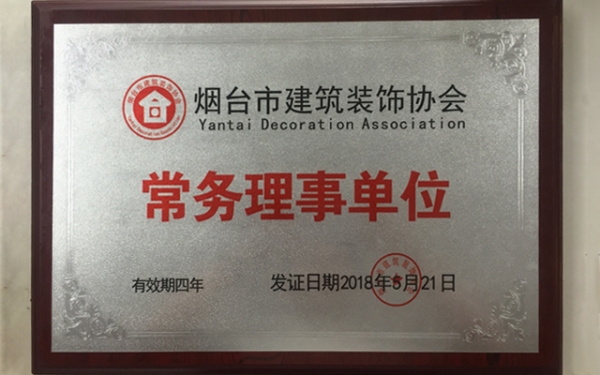 烟台市建筑装饰协会
Yantai Decoration Association
常务理事单位
有效期四年
发证日期2018年5月21日